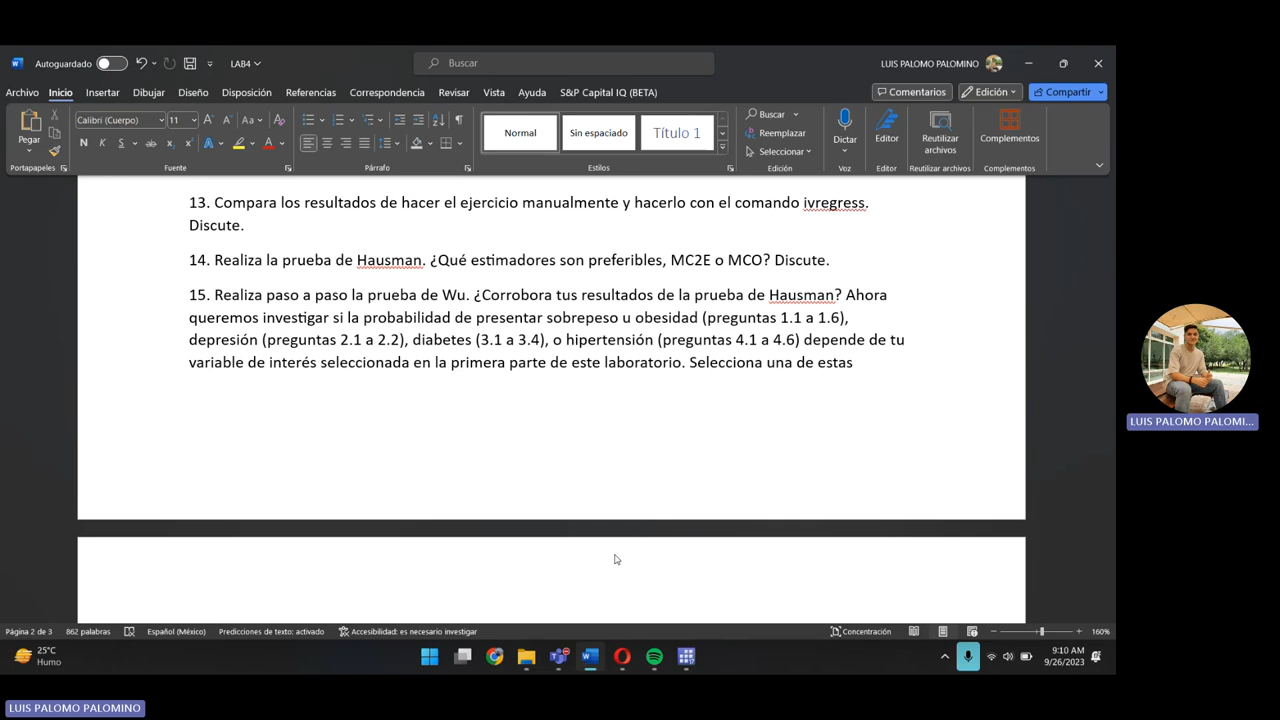 Autoguardado
LAB4
Buscar
LUIS PALOMO PALOMINO
Archivo Inicio Insertar Dibujar Diseño Disposición Referencias Correspondencia Revisar Vista Ayuda S&P Capital IQ (BETA)
Comentarios Edición Compartir
Pegar
Calibri (Cuerpo) 11
Normal Sin espaciado Título 1
Buscar
Reemplazar
Seleccionar
Dictar Editor Reutilizar archivos Complementos
Portapapeles Fuente Párrafo Estilos Edición Voz Editor Reutilizar archivos Complementos
13. Compara los resultados de hacer el ejercicio manualmente y hacerlo con el comando ivregress.
Discute.
14. Realiza la prueba de Hausman. ¿Qué estimadores son preferibles, MC2E o MCO? Discute.
15. Realiza paso a paso la prueba de Wu. ¿Corrobora tus resultados de la prueba de Hausman? Ahora
queremos investigar si la probabilidad de presentar sobrepeso u obesidad (preguntas 1.1 a 1.6),
depresión (preguntas 2.1 a 2.2), diabetes (3.1 a 3.4), o hipertensión (preguntas 4.1 a 4.6) depende de tu
variable de interés seleccionada en la primera parte de este laboratorio. Selecciona una de estas
LUIS PALOMO PALOMI...
Página 2 de 3 862 palabras Español (México) Predicciones de texto: activado Accesibilidad: es necesario investigar Concentración 160%
25°C
Humo
9:10 AM
9/26/2023
LUIS PALOMO PALOMINO